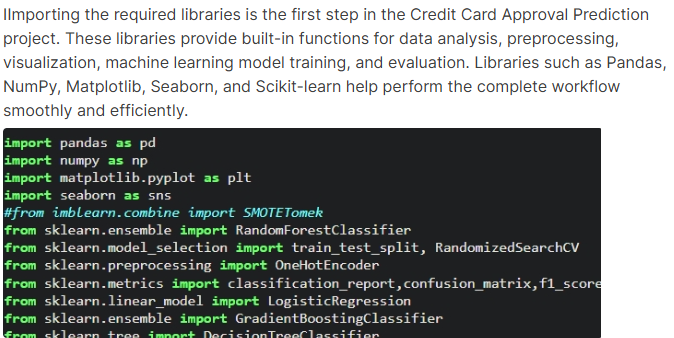 IImporting the required libraries is the first step in the Credit Card Approval Prediction
project. These libraries provide built-in functions for data analysis, preprocessing,
visualization, machine learning model training, and evaluation. Libraries such as Pandas,
NumPy, Matplotlib, Seaborn, and Scikit-learn help perform the complete workflow
smoothly and efficiently.
import pandas as pd
import numpy as np
import matplotlib.pyplot as plt
import seaborn as sns
#from imblearn.combine import SMOTETomek
from sklearn.ensemble import RandomForestClassifier
from sklearn.model_selection import train_test_split, RandomizedSearchCV
from sklearn.preprocessing import OneHotEncoder
from sklearn.metrics import classification_report,confusion_matrix,f1_score
from sklearn.linear_model import LogisticRegression
from sklearn.ensemble import GradientBoostingClassifier
from sklearn.tree import DecisionTreeClassifier